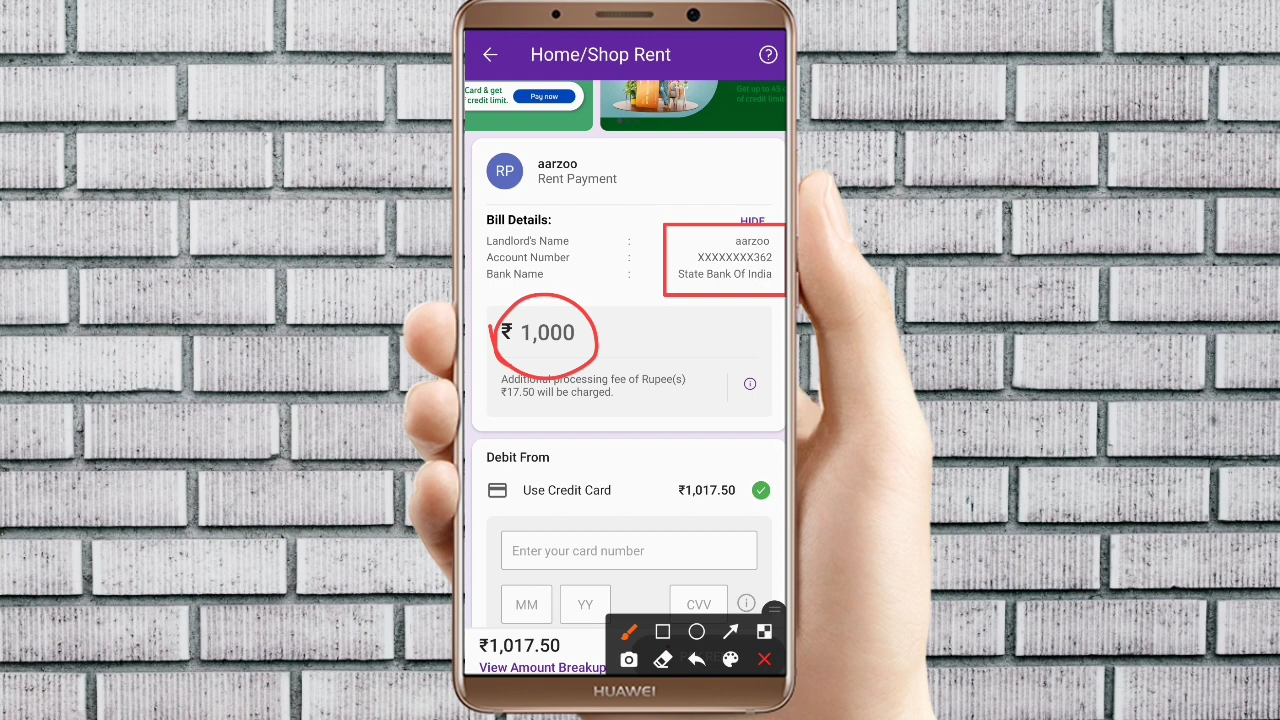 Home/Shop Rent
Card & get
credit limit.
Pay now
Get up to
of credit limit
RP
aarzoo
Rent Payment
Bill Details:
HIDE
Landlord's Name : aarzoo
Account Number : XXXXXXXX362
Bank Name : State Bank Of India
₹ 1,000
Additional processing fee of Rupee(s)
₹17.50 will be charged.
Debit From
Use Credit Card ₹1,017.50
Enter your card number
MM YY CVV
₹1,017.50
View Amount Breakup
HUAWEI